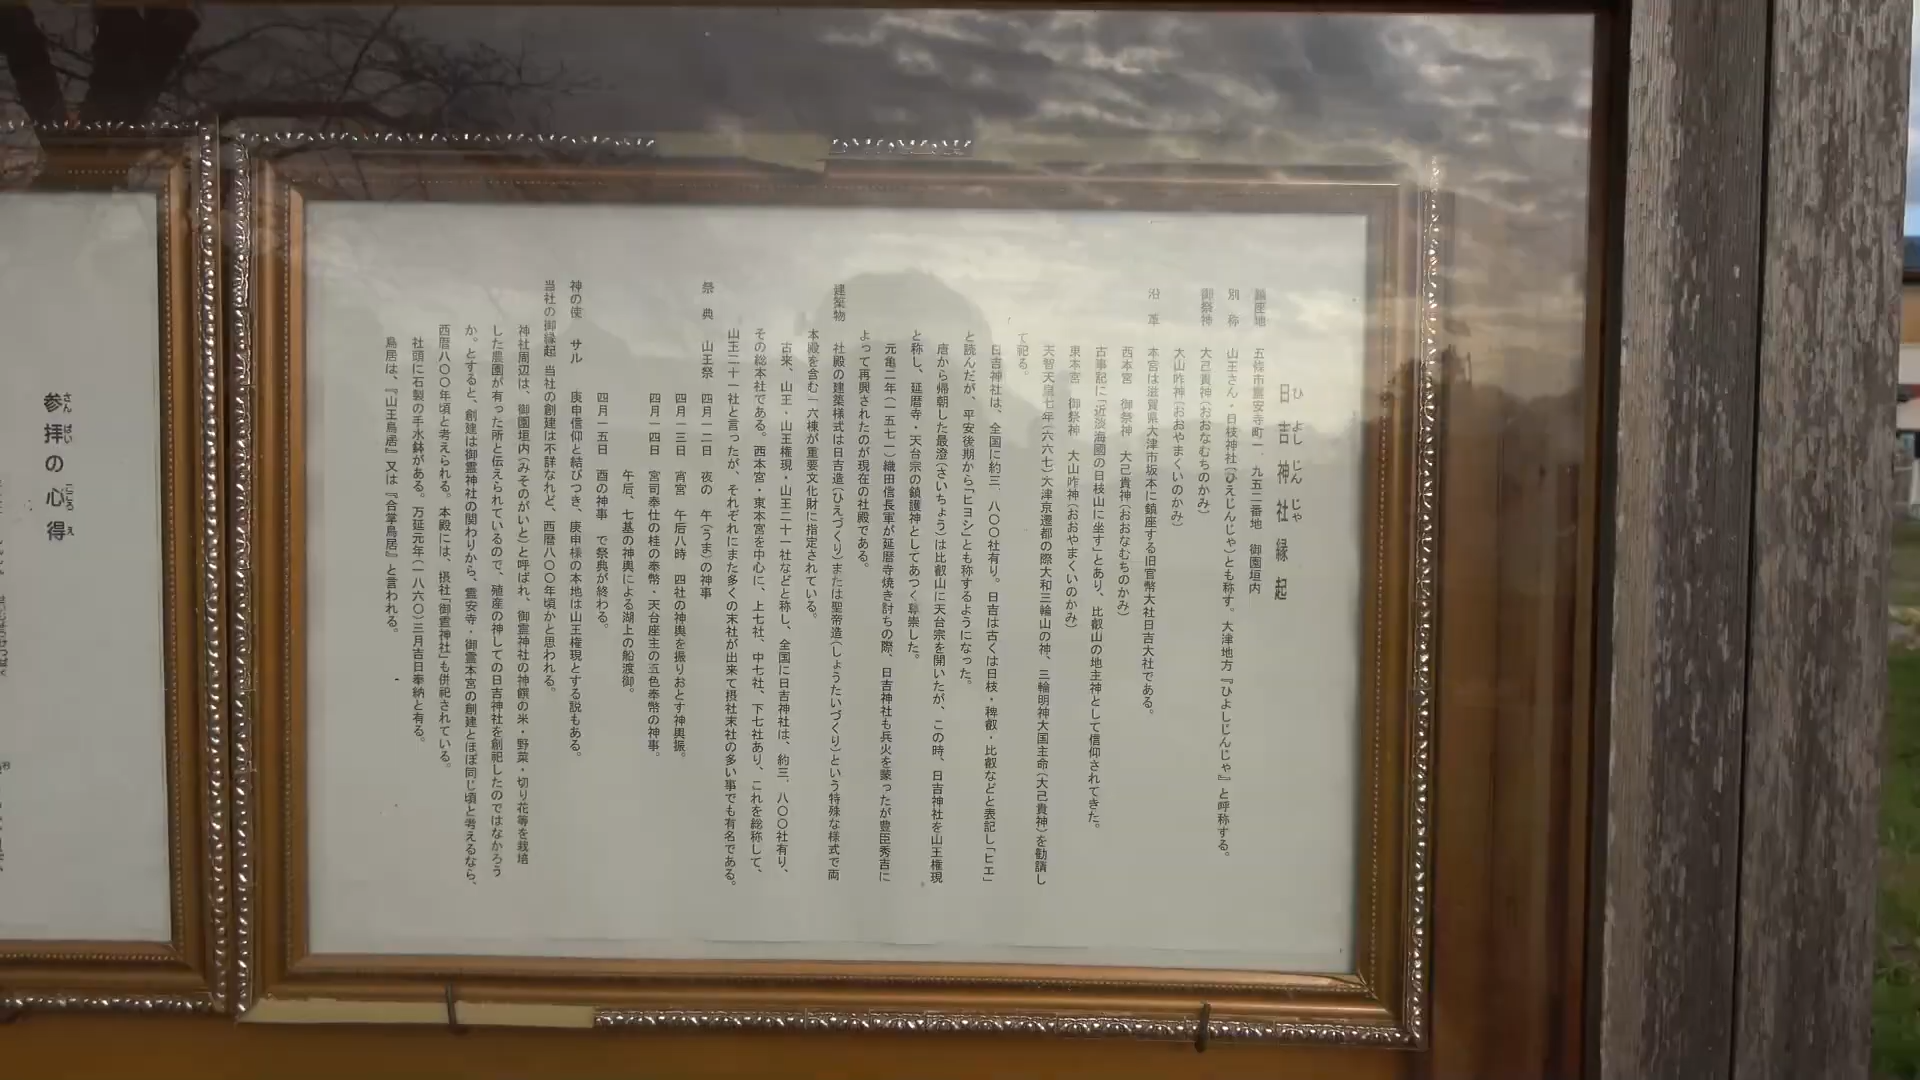 日吉神社縁起
ひよしじんじゃ
鎮座地 五條市霊安寺町一、九五二番地 御園垣内
別称 山王さん・日枝神社(ひえじんじゃ)とも称す。大津地方『ひよしじんじゃ』と呼称する。
御祭神 大己貴神(おおなむちのかみ)
大山咋神(おおやまくいのかみ)
沿革 本宮は滋賀県大津市坂本に鎮座する旧官幣大社日吉大社である。
西本宮 御祭神 大己貴神(おおなむちのかみ)
東本宮 御祭神 大山咋神(おおやまくいのかみ)
古事記に「近淡海國の日枝山に坐す」とあり、比叡山の地主神として信仰されてきた。
天智天皇七年(六六七)大津京遷都の際大和三輪山の神、三輪明神大国主命(大己貴神)を勧請し
て祀る。
日吉神社は、全国に約三、八〇〇社有り。日吉は古くは日枝・稗叡・比叡などと表記し「ヒエ」
と読んだが、平安後期から「ヒヨシ」とも称するようになった。
唐から帰朝した最澄(さいちょう)は比叡山に天台宗を開いたが、この時、日吉神社を山王権現
と称し、延暦寺・天台宗の鎮護神としてあつく尊崇した。
元亀二年(一五七一)織田信長軍が延暦寺焼き討ちの際、日吉神社も兵火を蒙ったが豊臣秀吉に
よって再興されたのが現在の社殿である。
建築物 社殿の建築様式は日吉造(ひえづくり)または聖帝造(しょうたいづくり)という特殊な様式で両
本殿を含む一六棟が重要文化財に指定されている。
古来、山王・山王権現・山王二十一社などと称し、全国に日吉神社は、約三、八〇〇社有り、
その総本社である。西本宮・東本宮を中心に、上七社、中七社、下七社あり、これを総称して、
山王二十一社と言ったが、それぞれにまた多くの末社が出来て摂社末社の多い事でも有名である。
祭典 山王祭 四月一二日 夜の 午(うま)の神事
四月一三日 宵宮 午后八時 四社の神輿を振りおとす神輿振。
四月一四日 宮司奉仕の桂の奉幣・天台座主の五色奉幣の神事。
午后、七基の神輿による湖上の船渡御。
四月一五日 酉の神事 で祭典が終わる。
神の使 サル 庚申信仰と結びつき、庚申様の本地は山王権現とする説もある。
当社の御縁起 当社の創建は不詳なれど、西暦八〇〇年頃かと思われる。
神社周辺は、御園垣内(みそのがいと)と呼ばれ、御霊神社の神饌の米・野菜・切り花等を栽培
した農園が有った所と伝えられているので、殖産の神しての日吉神社を創祀したのではなかろう
か。とすると、創建は御霊神社の関わりから、霊安寺・御霊本宮の創建とほぼ同じ頃と考えるなら、
西暦八〇〇年頃と考えられる。本殿には、摂社「御霊神社」も併祀されている。
社頭に石製の手水鉢がある。万延元年(一八六〇)三月吉日奉納と有る。
鳥居は、『山王鳥居』又は『合掌鳥居』と言われる。
参拝の心得
さんぱい こころえ